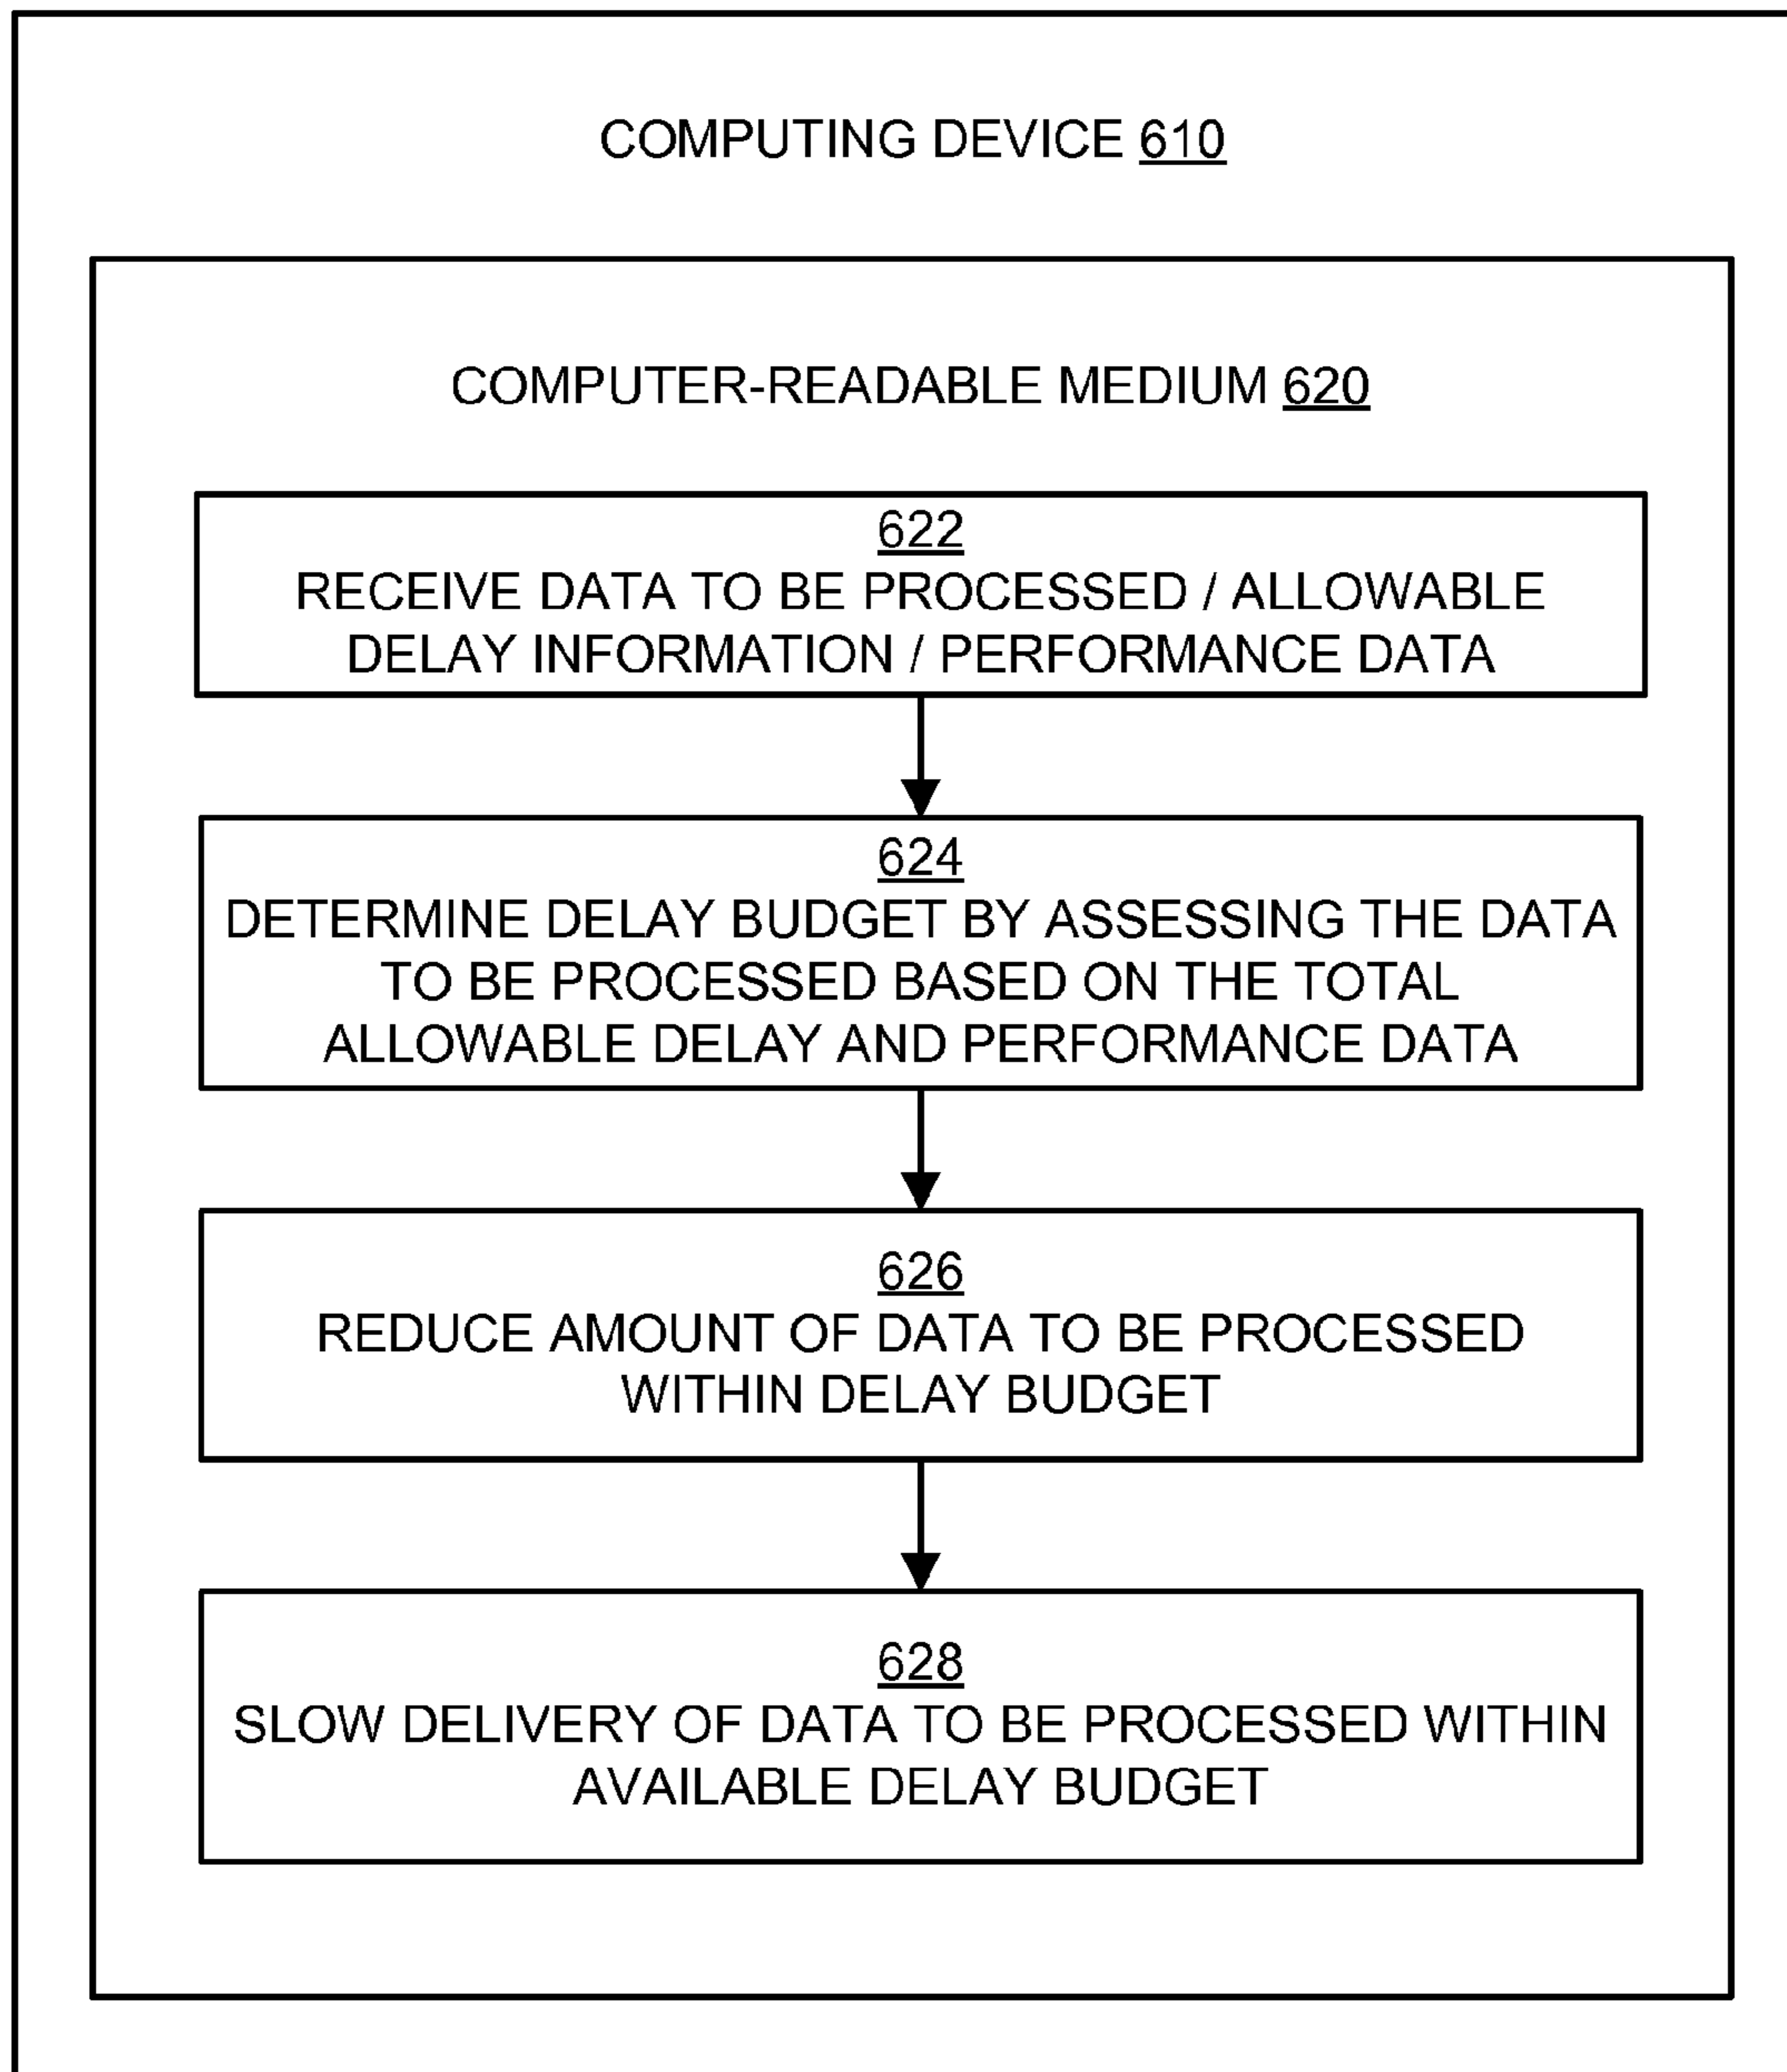 COMPUTING DEVICE 610
COMPUTER-READABLE MEDIUM 620
622
RECEIVE DATA TO BE PROCESSED / ALLOWABLE
DELAY INFORMATION / PERFORMANCE DATA
624
DETERMINE DELAY BUDGET BY ASSESSING THE DATA
TO BE PROCESSED BASED ON THE TOTAL
ALLOWABLE DELAY AND PERFORMANCE DATA
626
REDUCE AMOUNT OF DATA TO BE PROCESSED
WITHIN DELAY BUDGET
628
SLOW DELIVERY OF DATA TO BE PROCESSED WITHIN
AVAILABLE DELAY BUDGET